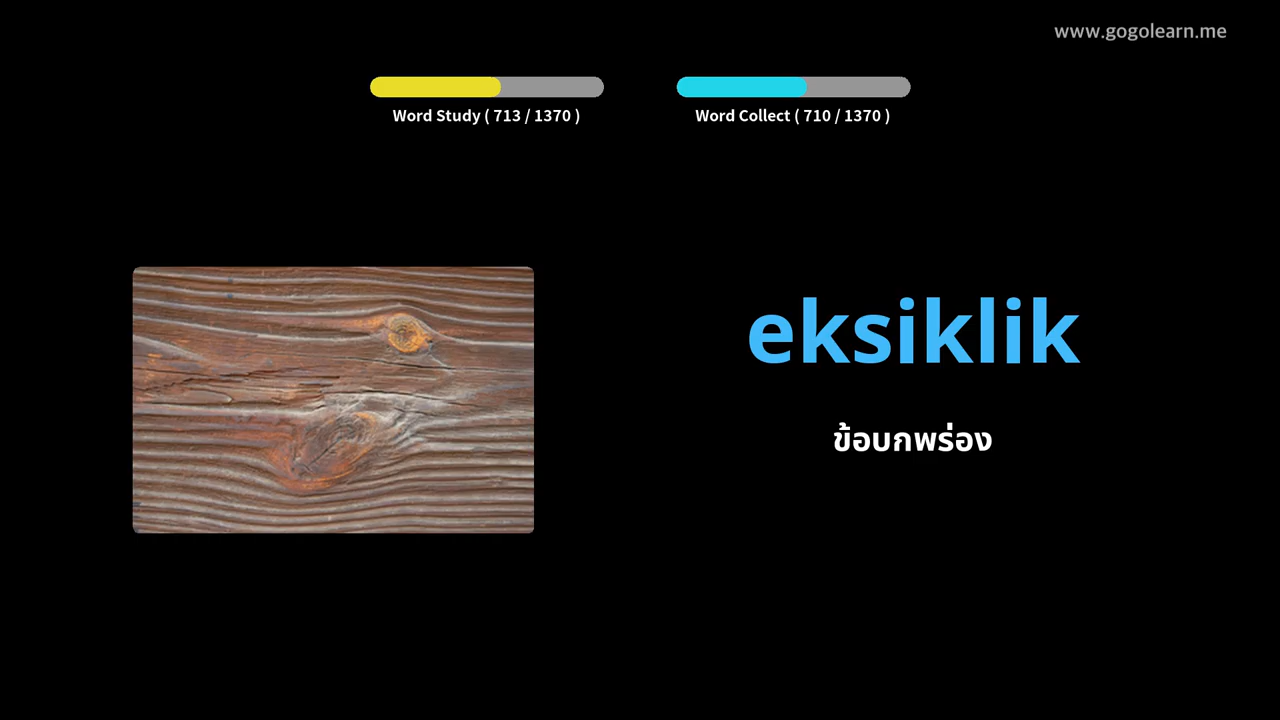 www.gogolearn.me
Word Study ( 713 / 1370 )
Word Collect ( 710 / 1370 )
eksiklik
ข้อบกพร่อง